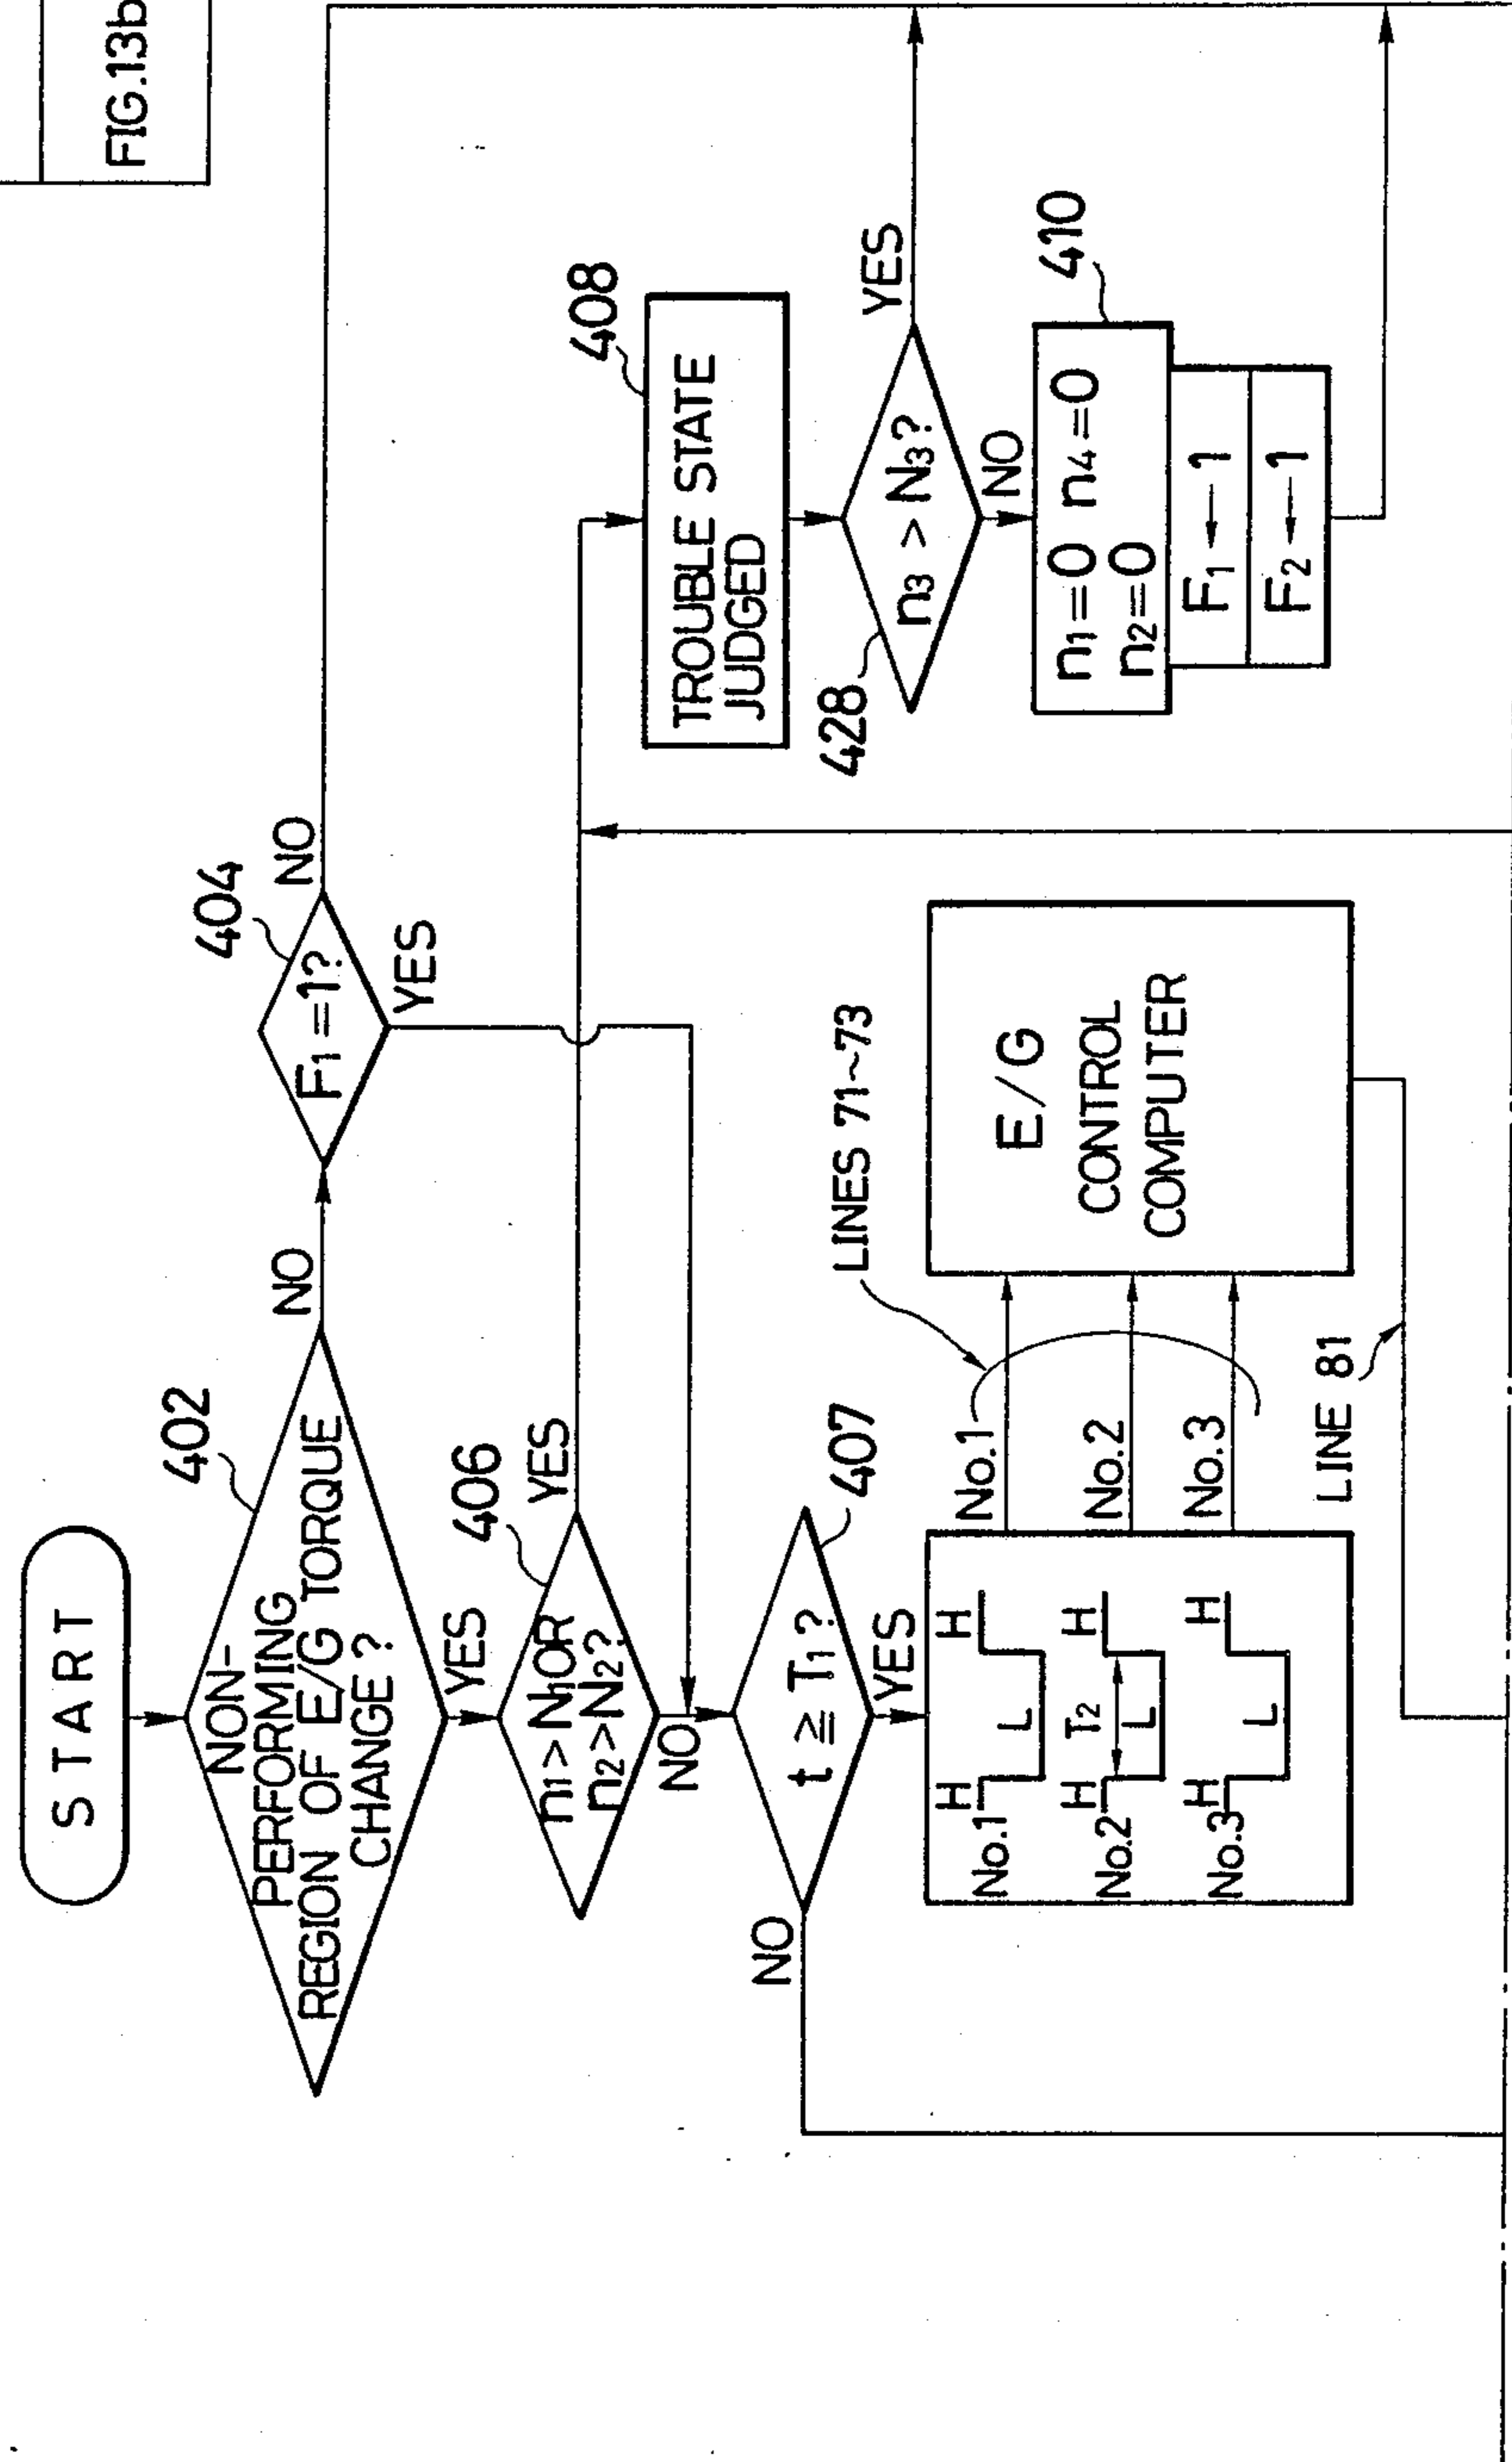 FIG.13b
START
402
NON-
PERFORMING
REGION OF E/G TORQUE
CHANGE?
NO
YES
404
F₁=1?
NO
YES
406
n₁>N₁OR
n₂>N₂?
YES
NO
408
TROUBLE STATE
JUDGED
428
n₃ > N₃?
YES
NO
410
n₁=0 n₄=0
n₂=0
F₁←1
F₂←1
407
t ≥ T₁?
NO
YES
No.1 H L H
No.2 H T₂ L H
No.3 H L H
No.1
No.2
No.3
LINES 71~73
E/G
CONTROL
COMPUTER
LINE 81